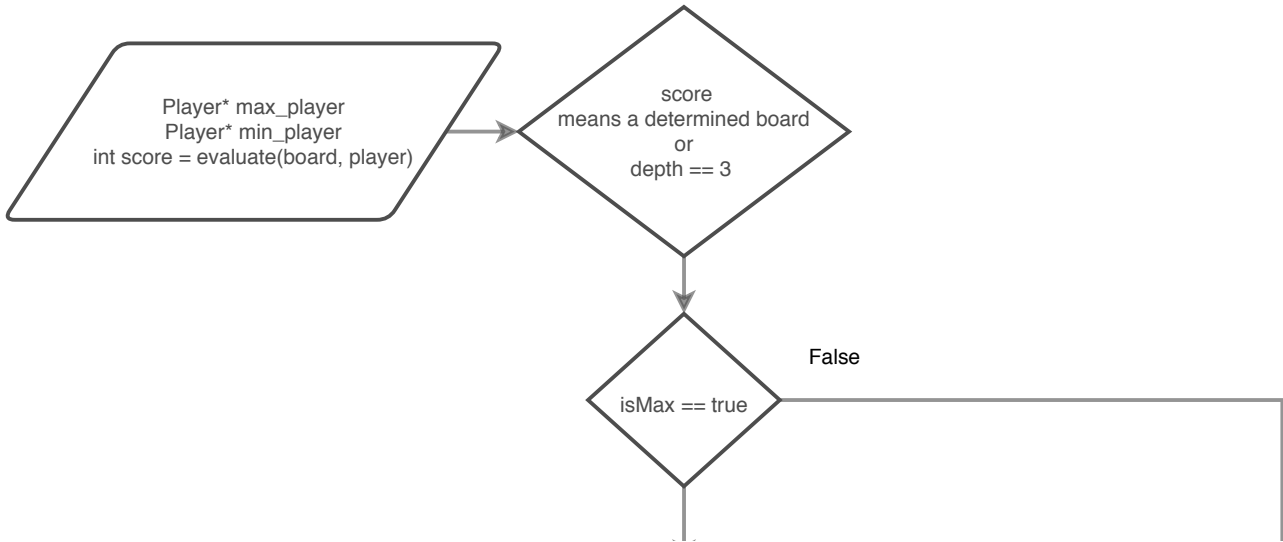 Player* max_player
Player* min_player
int score = evaluate(board, player)
score
means a determined board
or
depth == 3
False
isMax == true